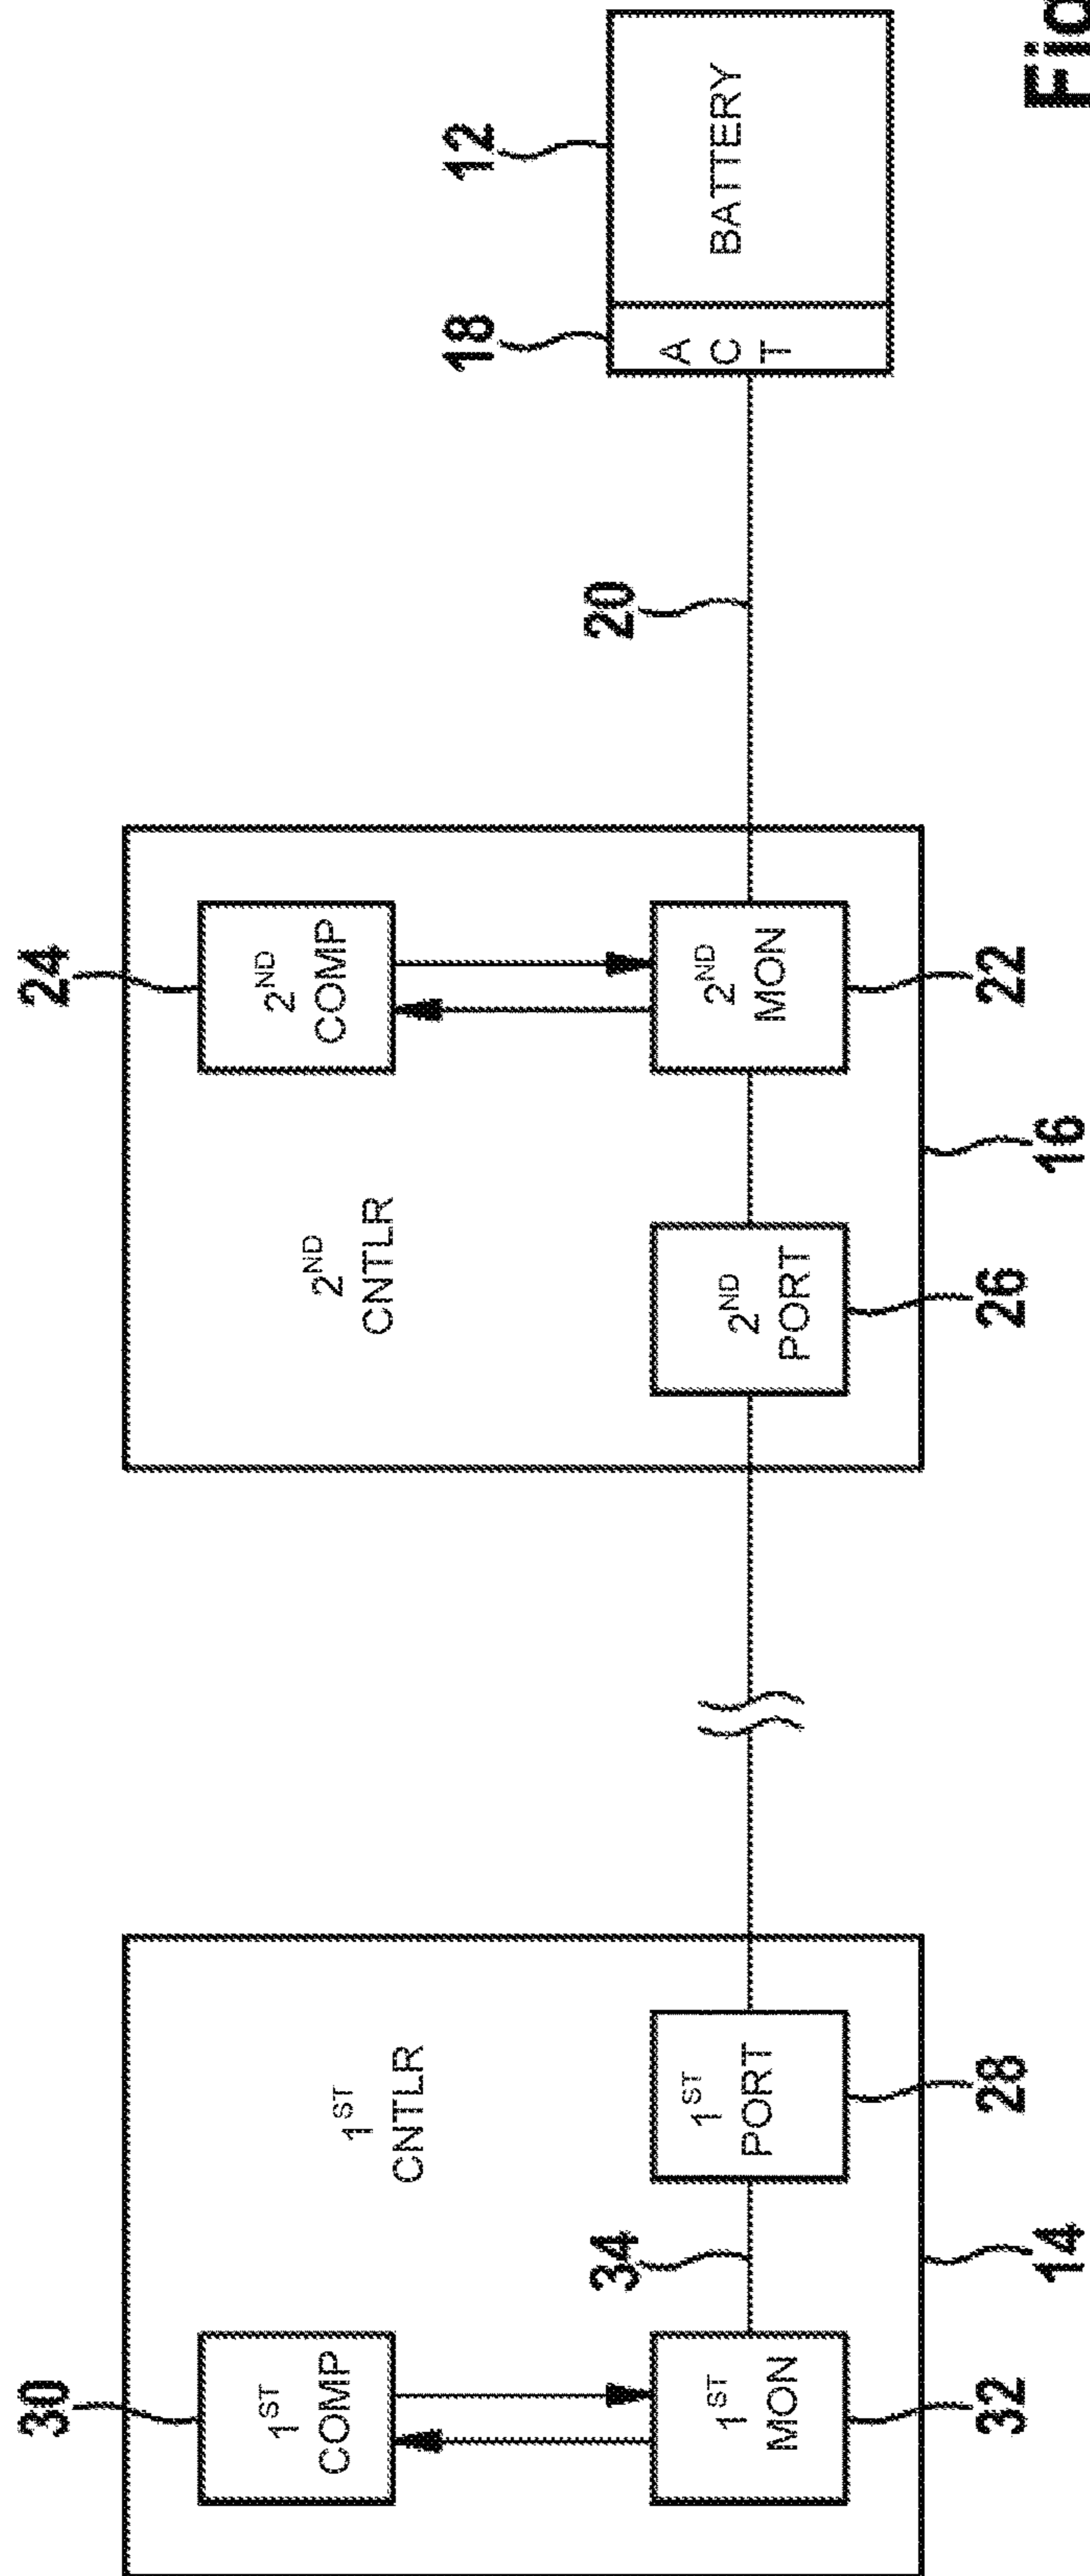 30
1ST
COMP
1ST
CNTLR
34
1ST
MON
1ST
PORT
32
14
28
24
2ND
COMP
2ND
CNTLR
2ND
PORT
2ND
MON
26
16
22
20
18
12
A
C
T
BATTERY
Fig